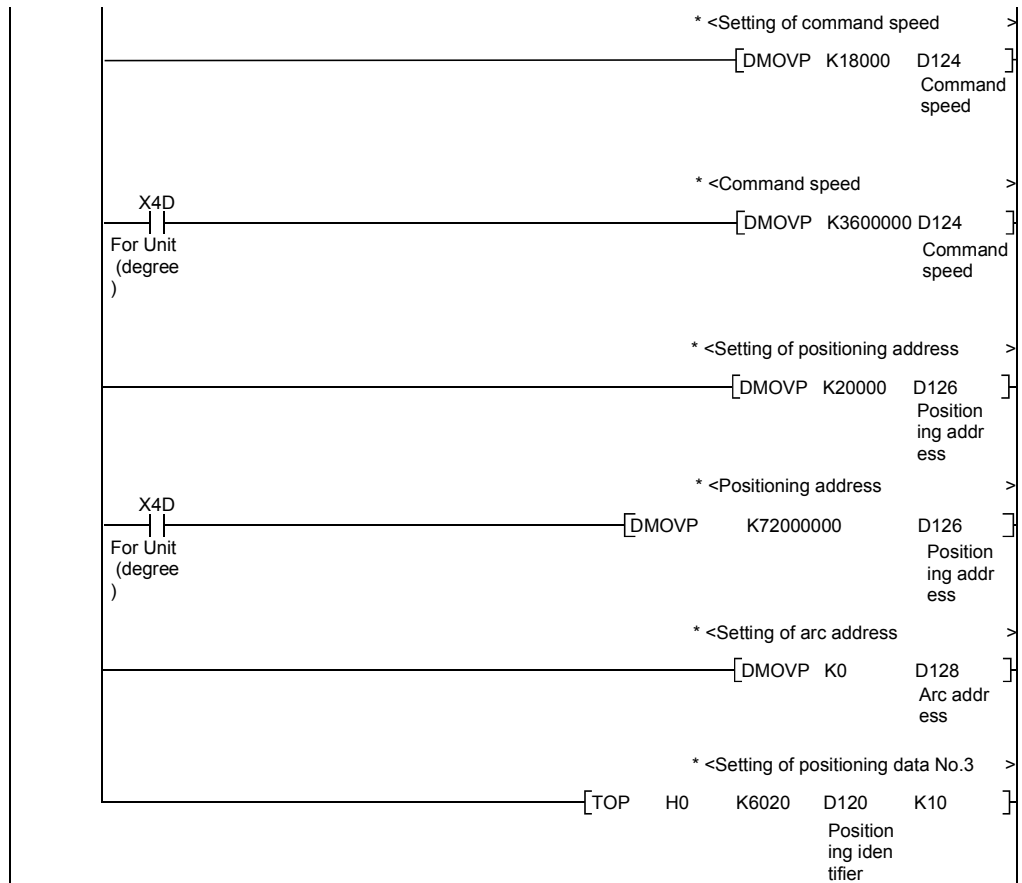 * <Setting of command speed >
DMOVP K18000 D124
Command
speed
* <Command speed >
X4D
DMOVP K3600000 D124
For Unit
(degree
)
Command
speed
* <Setting of positioning address >
DMOVP K20000 D126
Position
ing addr
ess
* <Positioning address >
X4D
DMOVP K72000000 D126
For Unit
(degree
)
Position
ing addr
ess
* <Setting of arc address >
DMOVP K0 D128
Arc addr
ess
* <Setting of positioning data No.3 >
TOP H0 K6020 D120 K10
Position
ing iden
tifier